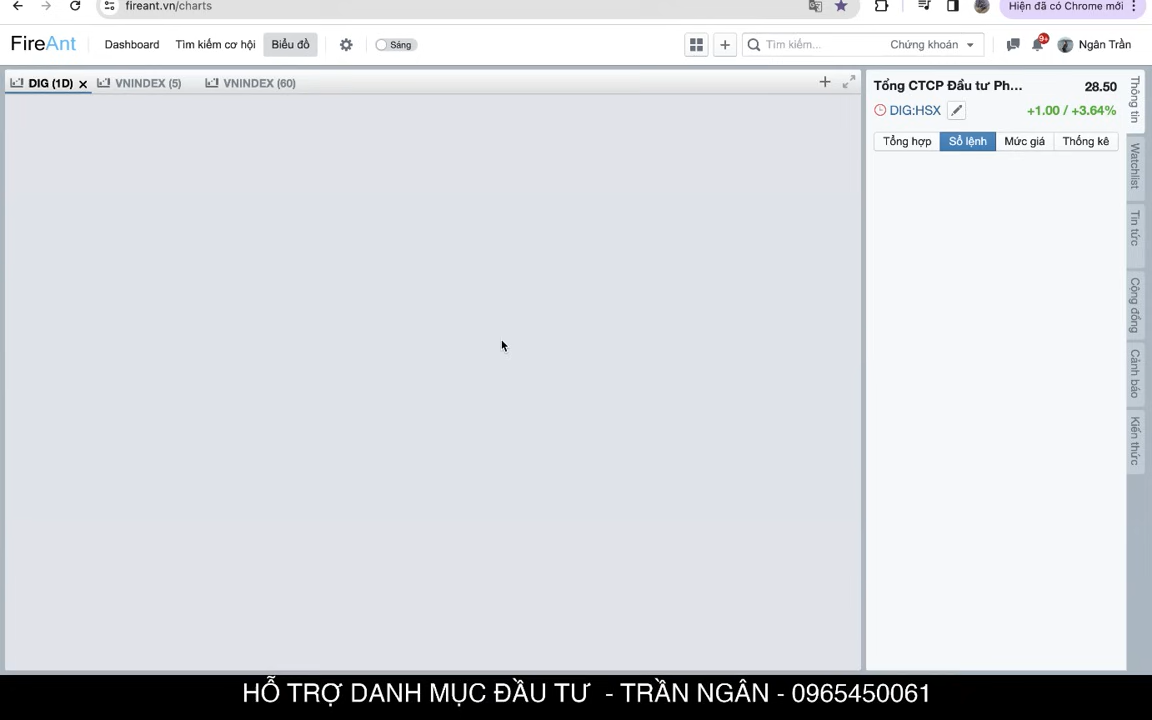 fireant.vn/charts
Hiện đã có Chrome mới
FireAnt
Dashboard
Tìm kiếm cơ hội
Biểu đồ
Sáng
Tìm kiếm...
Chứng khoán
9+
Ngân Trần
DIG (1D)
VNINDEX (5)
VNINDEX (60)
Tổng CTCP Đầu tư Ph... 28.50
DIG:HSX
+1.00 / +3.64%
Tổng hợp
Sổ lệnh
Mức giá
Thống kê
Thông tin
Watchlist
Tin tức
Cộng đồng
Cảnh báo
Kiến thức
HỖ TRỢ DANH MỤC ĐẦU TƯ - TRẦN NGÂN - 0965450061